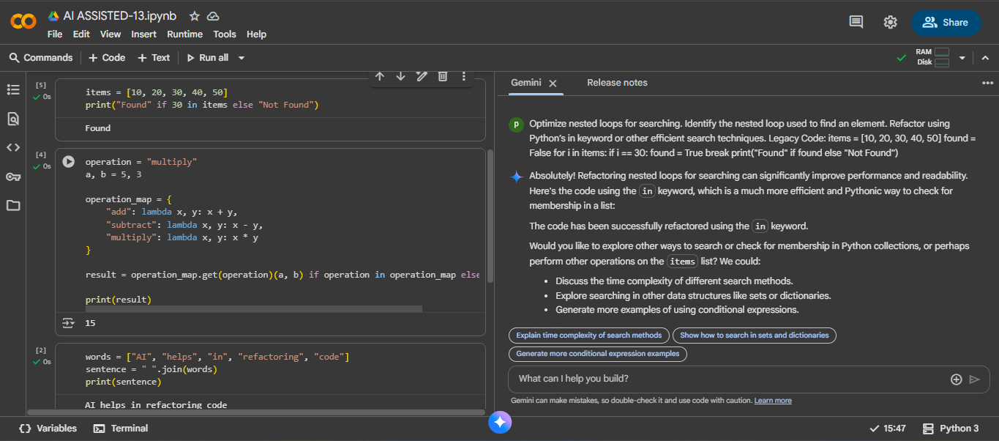 AI ASSISTED-13.ipynb
File Edit View Insert Runtime Tools Help
Share
Commands + Code + Text Run all
RAM
Disk
[5]
0s
items = [10, 20, 30, 40, 50]
print("Found" if 30 in items else "Not Found")
Found
[4]
0s
operation = "multiply"
a, b = 5, 3
operation_map = {
"add": lambda x, y: x + y,
"subtract": lambda x, y: x - y,
"multiply": lambda x, y: x * y
}
result = operation_map.get(operation)(a, b) if operation in operation_map else
print(result)
15
[2]
0s
words = ["AI", "helps", "in", "refactoring", "code"]
sentence = " ".join(words)
print(sentence)
AI helps in refactoring code
Gemini Release notes
P
Optimize nested loops for searching. Identify the nested loop used to find an element. Refactor using
Python's in keyword or other efficient search techniques. Legacy Code: items = [10, 20, 30, 40, 50] found =
False for i in items: if i == 30: found = True break print("Found" if found else "Not Found")
Absolutely! Refactoring nested loops for searching can significantly improve performance and readability.
Here's the code using the in keyword, which is a much more efficient and Pythonic way to check for
membership in a list:
The code has been successfully refactored using the in keyword.
Would you like to explore other ways to search or check for membership in Python collections, or perhaps
perform other operations on the items list? We could:
• Discuss the time complexity of different search methods.
• Explore searching in other data structures like sets or dictionaries.
• Generate more examples of using conditional expressions.
Explain time complexity of search methods Show how to search in sets and dictionaries
Generate more conditional expression examples
What can I help you build?
Gemini can make mistakes, so double-check it and use code with caution. Learn more
{} Variables Terminal
15:47 Python 3